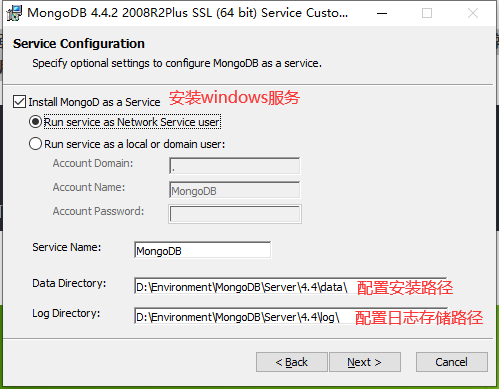 MongoDB 4.4.2 2008R2Plus SSL (64 bit) Service Custo...
Service Configuration
Specify optional settings to configure MongoDB as a service.
Install MongoD as a Service 安装windows服务
Run service as Network Service user
Run service as a local or domain user:
Account Domain: .
Account Name: MongoDB
Account Password:
Service Name: MongoDB
Data Directory: D:\Environment\MongoDB\Server\4.4\data\ 配置安装路径
Log Directory: D:\Environment\MongoDB\Server\4.4\log\ 配置日志存储路径
< Back Next > Cancel